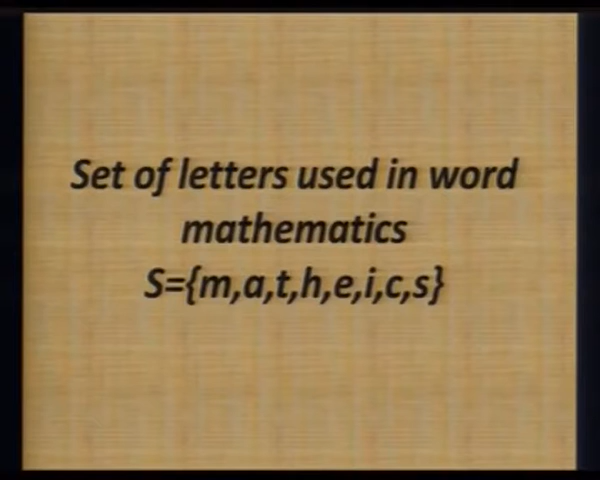 Set of letters used in word
mathematics
S={m,a,t,h,e,i,c,s}